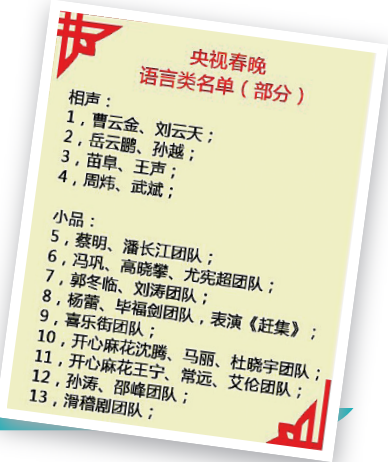 央视春晚
语言类名单（部分）
相声：
1，曹云金、刘云天；
2，岳云鹏、孙越；
3，苗阜、王声；
4，周炜、武斌；
小品：
5，蔡明、潘长江团队；
6，冯巩、高晓攀、尤宪超团队；
7，郭冬临、刘涛团队；
8，杨蕾、毕福剑团队，表演《赶集》；
9，喜乐街团队；
10，开心麻花沈腾、马丽、杜晓宇团队；
11，开心麻花王宁、常远、艾伦团队；
12，孙涛、邵峰团队；
13，滑稽剧团队；